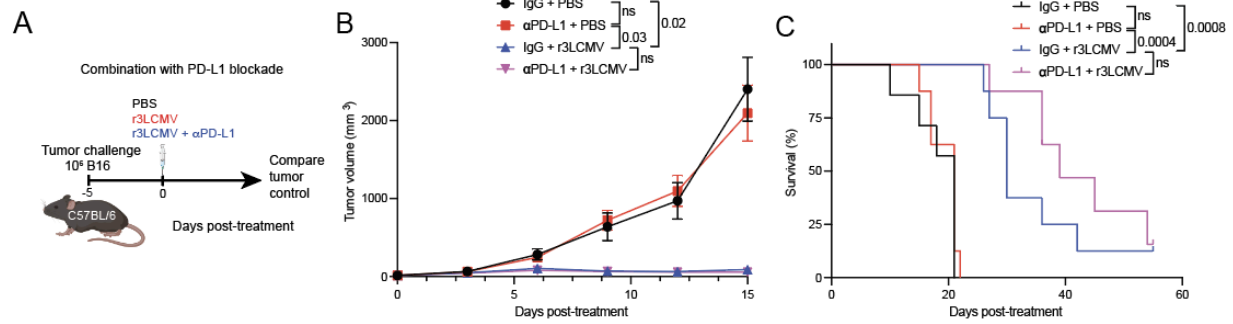 A
Combination with PD-L1 blockade
PBS
r3LCMV
r3LCMV + αPD-L1
Tumor challenge
10⁶ B16
-5
0
Compare
tumor
control
C57BL/6
Days post-treatment
B
IgG + PBS
αPD-L1 + PBS
IgG + r3LCMV
αPD-L1 + r3LCMV
ns
0.03
0.02
ns
Tumor volume (mm³)
3000
2000
1000
0
0
5
10
15
Days post-treatment
C
IgG + PBS
αPD-L1 + PBS
IgG + r3LCMV
αPD-L1 + r3LCMV
ns
0.0004
0.0008
ns
Survival (%)
100
75
50
25
0
0
20
40
60
Days post-treatment